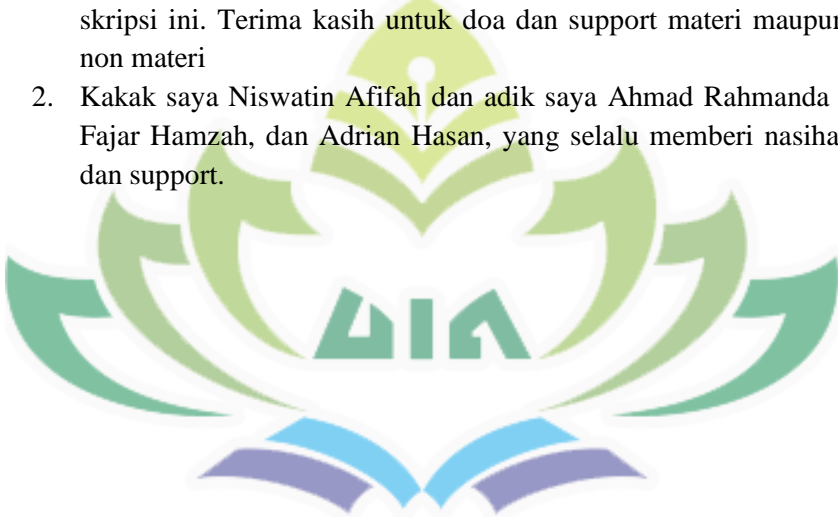 skripsi ini. Terima kasih untuk doa dan support materi maupun
non materi
2. Kakak saya Niswatin Afifah dan adik saya Ahmad Rahmanda
Fajar Hamzah, dan Adrian Hasan, yang selalu memberi nasiha
dan support.
UIN